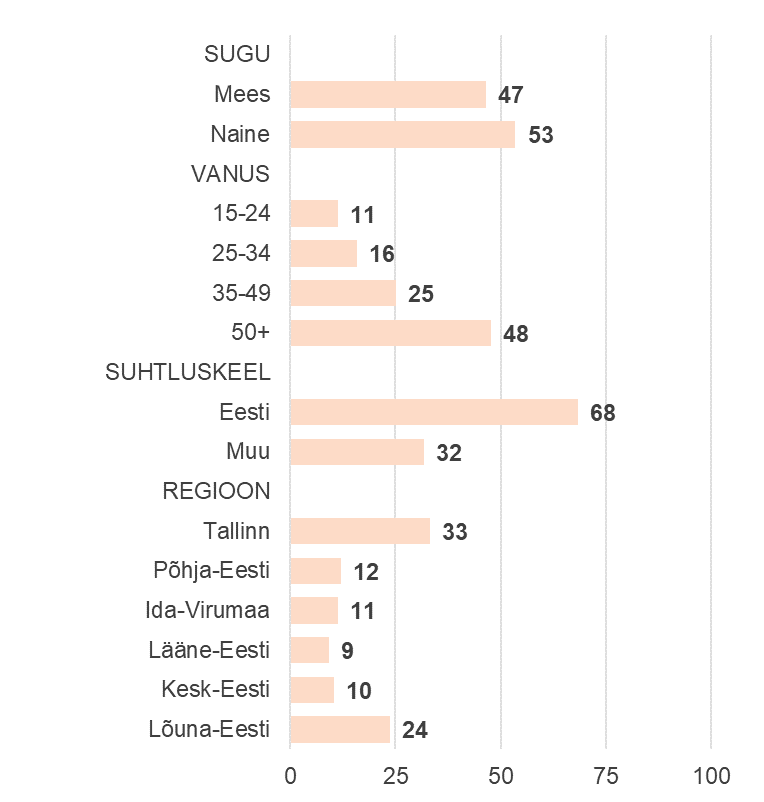 SUGU
Mees 47
Naine 53
VANUS
15-24 11
25-34 16
35-49 25
50+ 48
SUHTLUSKEEL
Eesti 68
Muu 32
REGIOON
Tallinn 33
Põhja-Eesti 12
Ida-Virumaa 11
Lääne-Eesti 9
Kesk-Eesti 10
Lõuna-Eesti 24
0 25 50 75 100